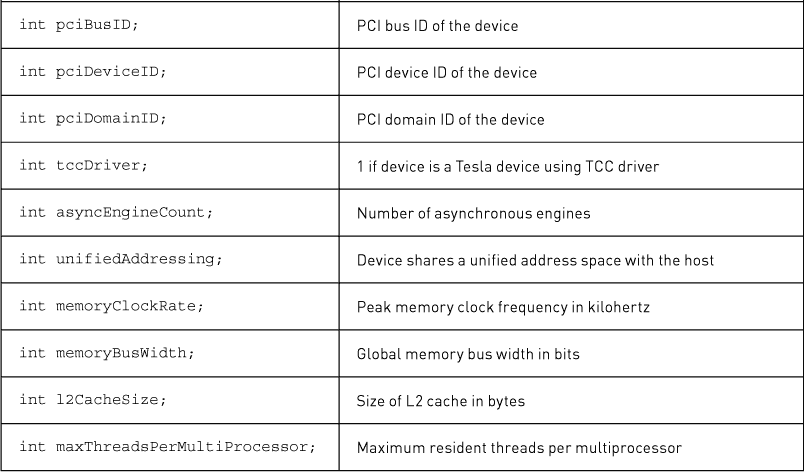 int pciBusID; PCI bus ID of the device
int pciDeviceID; PCI device ID of the device
int pciDomainID; PCI domain ID of the device
int tccDriver; 1 if device is a Tesla device using TCC driver
int asyncEngineCount; Number of asynchronous engines
int unifiedAddressing; Device shares a unified address space with the host
int memoryClockRate; Peak memory clock frequency in kilohertz
int memoryBusWidth; Global memory bus width in bits
int l2CacheSize; Size of L2 cache in bytes
int maxThreadsPerMultiProcessor; Maximum resident threads per multiprocessor